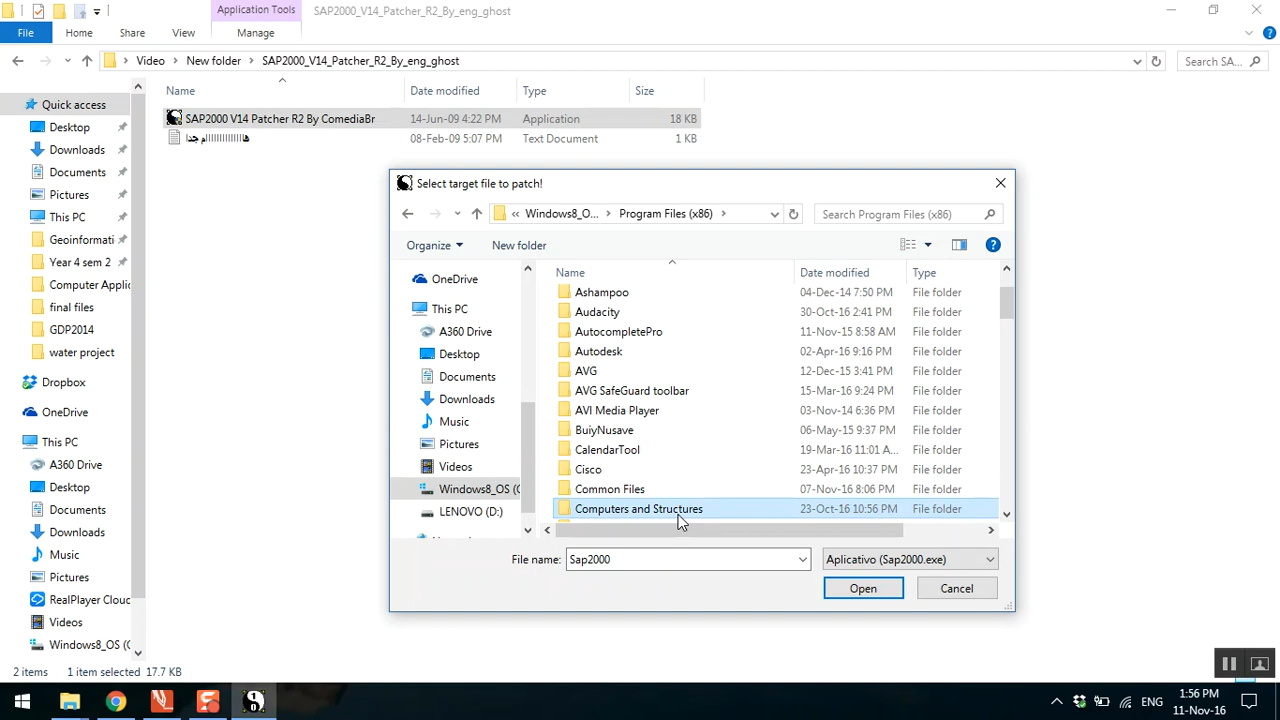 Application Tools
SAP2000_V14_Patcher_R2_By_eng_ghost
File
Home
Share
View
Manage
Video
New folder
SAP2000_V14_Patcher_R2_By_eng_ghost
Search SA...
Name
Date modified
Type
Size
SAP2000 V14 Patcher R2 By ComediaBr
14-Jun-09 4:22 PM
Application
18 KB
08-Feb-09 5:07 PM
Text Document
1 KB
Quick access
Desktop
Downloads
Documents
Pictures
This PC
Geoinformati
Year 4 sem 2
Computer Applic
final files
GDP2014
water project
Dropbox
OneDrive
This PC
A360 Drive
Desktop
Documents
Downloads
Music
Pictures
RealPlayer Cloud
Videos
Windows8_OS (C
Select target file to patch!
« Windows8_O...
Program Files (x86)
Search Program Files (x86)
Organize
New folder
OneDrive
This PC
A360 Drive
Desktop
Documents
Downloads
Music
Pictures
Videos
Windows8_OS (C
LENOVO (D:)
Name
Date modified
Type
Ashampoo 04-Dec-14 7:50 PM File folder
Audacity 30-Oct-16 2:41 PM File folder
AutocompletePro 11-Nov-15 8:58 AM File folder
Autodesk 02-Apr-16 9:16 PM File folder
AVG 12-Dec-15 3:41 PM File folder
AVG SafeGuard toolbar 15-Mar-16 9:24 PM File folder
AVI Media Player 03-Nov-14 6:36 PM File folder
BuiyNusave 06-May-15 9:37 PM File folder
CalendarTool 19-Mar-16 11:01 A... File folder
Cisco 23-Apr-16 10:37 PM File folder
Common Files 07-Nov-16 8:06 PM File folder
Computers and Structures 23-Oct-16 10:56 PM File folder
File name: Sap2000
Aplicativo (Sap2000.exe)
Open
Cancel
2 items
1 item selected 17.7 KB
ENG
1:56 PM
11-Nov-16